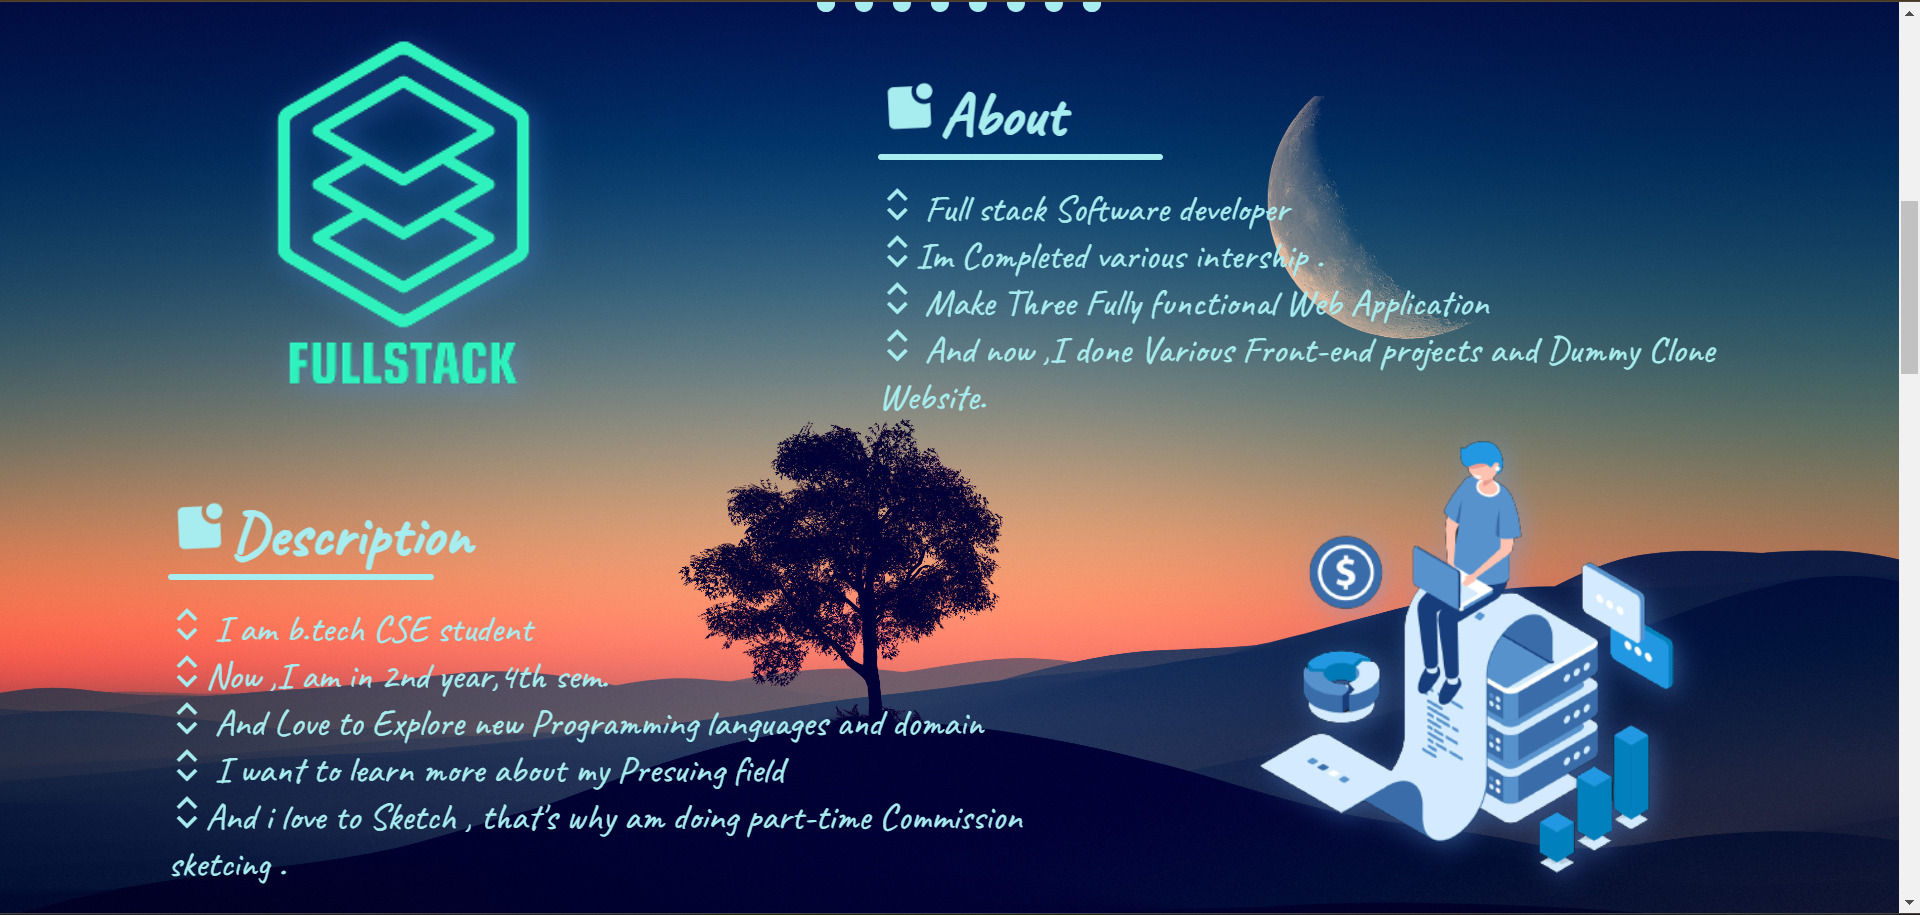 FULLSTACK
About
Full stack Software developer
Im Completed various intership .
Make Three Fully functional Web Application
And now ,I done Various Front-end projects and Dummy Clone
Website.
Description
I am b.tech CSE student
Now ,I am in 2nd year,4th sem.
And Love to Explore new Programming languages and domain
I want to learn more about my Presuing field
And i love to Sketch , that's why am doing part-time Commission
sketcing .
$